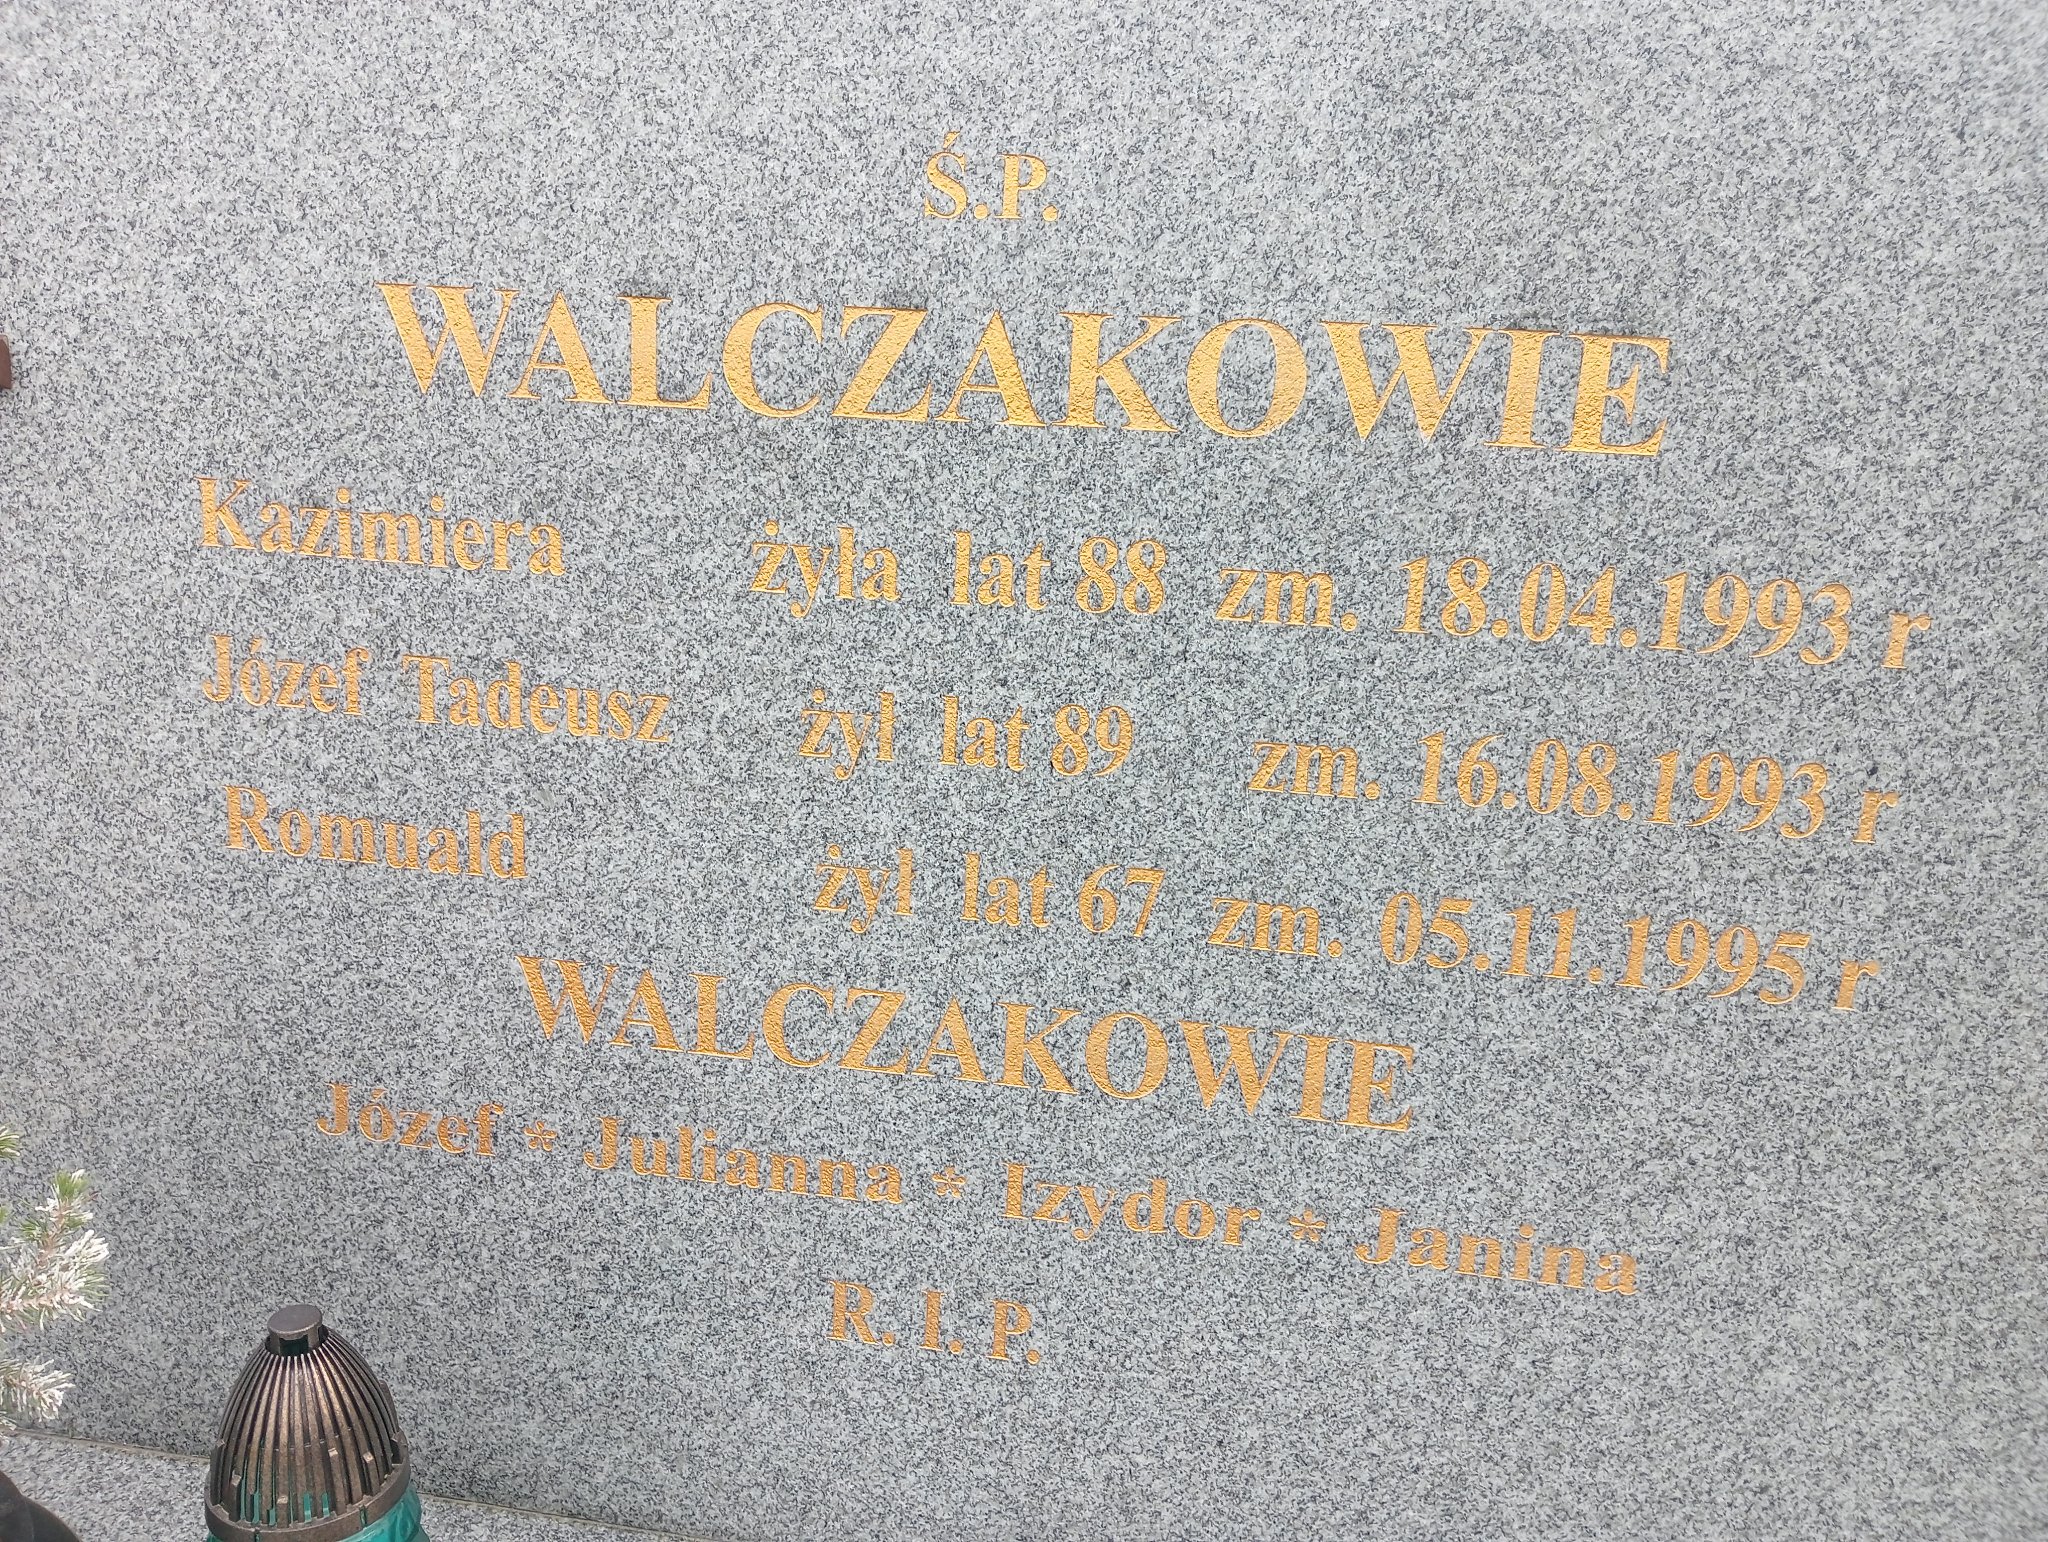 Ś.P.
WALCZAKOWIE
Kazimiera żyła lat 88 zm. 18.04.1993 r
Józef Tadeusz żył lat 89 zm. 16.08.1993 r
Romuald żył lat 67 zm. 05.11.1995 r
WALCZAKOWIE
Józef * Julianna * Izydor * Janina
R. I. P.